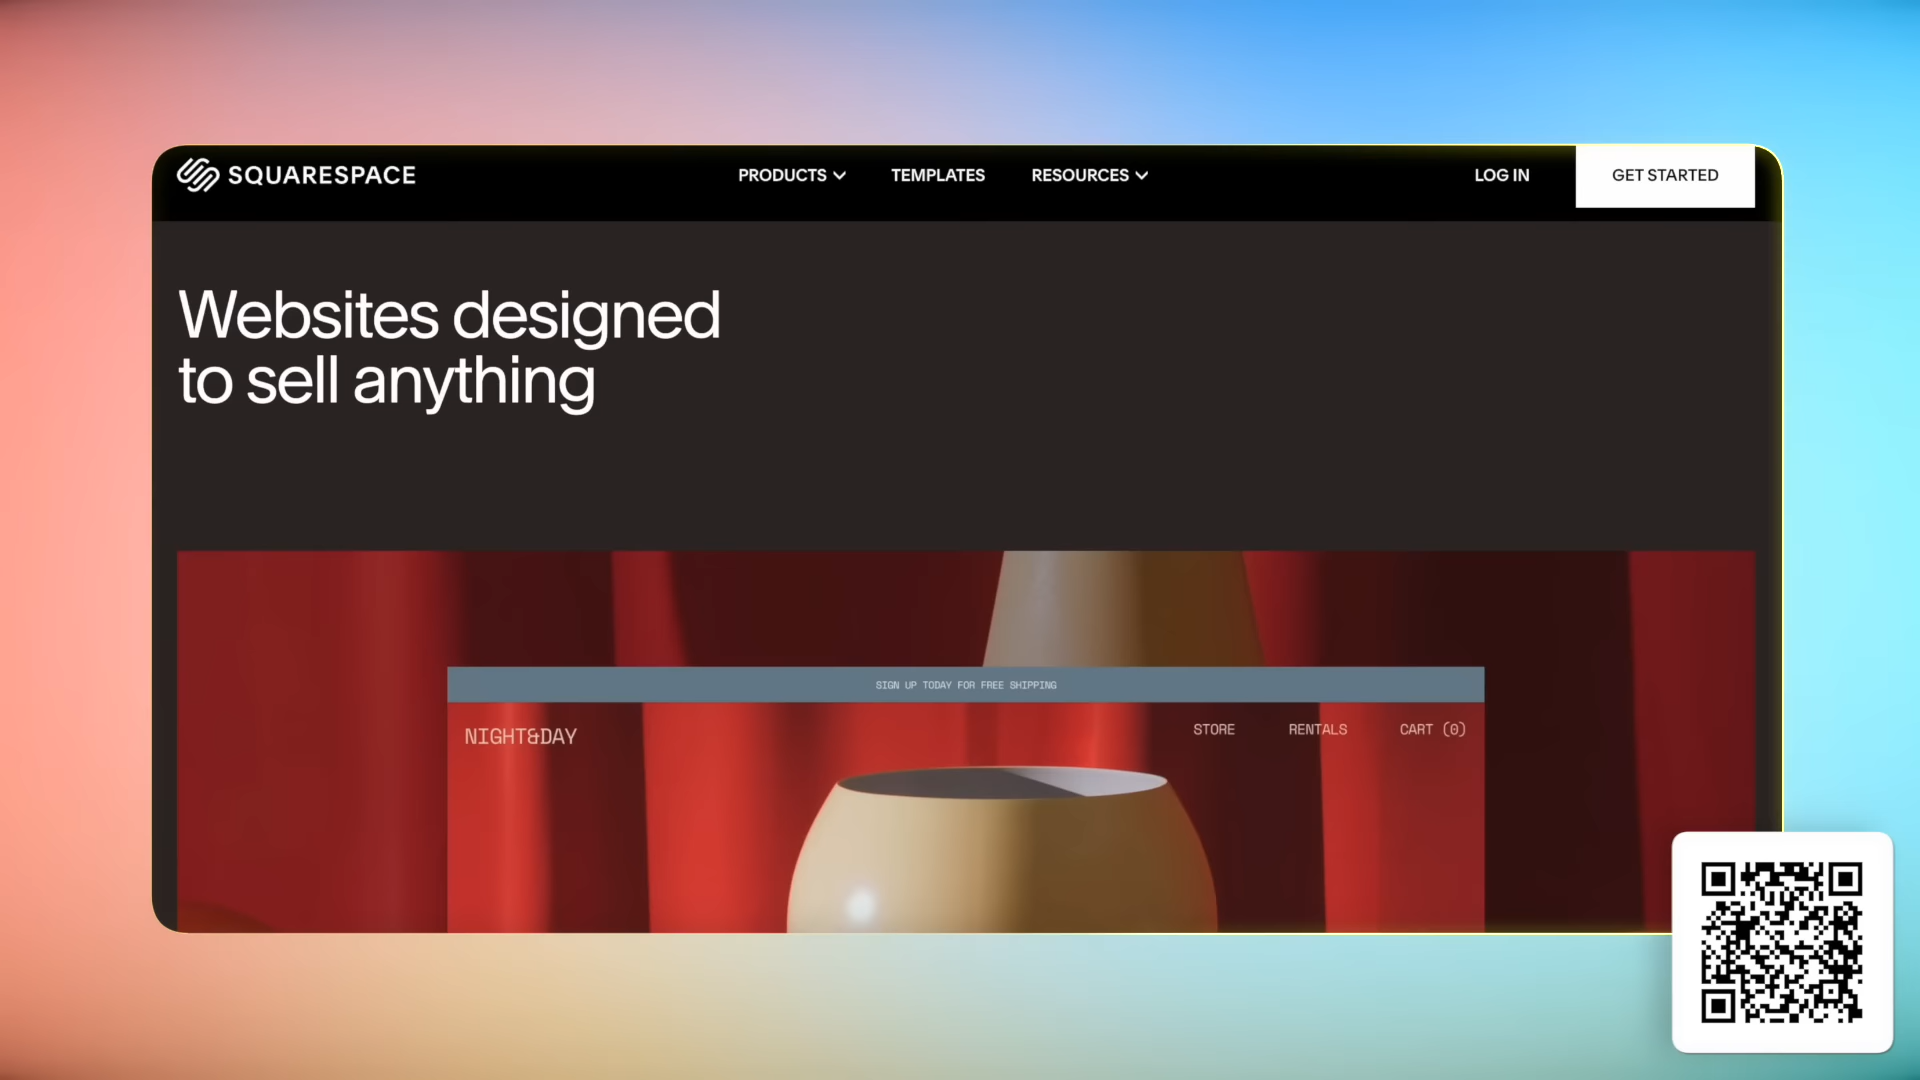 SQUARESPACE
PRODUCTS
TEMPLATES
RESOURCES
LOG IN
GET STARTED
Websites designed
to sell anything
SIGN UP TODAY FOR FREE SHIPPING
NIGHT&DAY
STORE
RENTALS
CART (0)